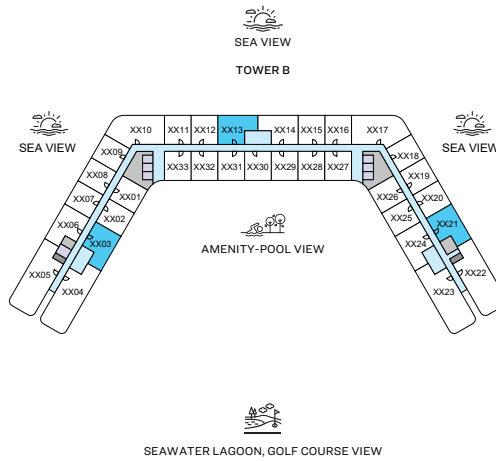 SEA VIEW
TOWER B
SEA VIEW
SEA VIEW
XX10
XX11
XX12
XX13
XX14
XX15
XX16
XX17
XX09
XX18
XX33
XX32
XX31
XX30
XX29
XX28
XX27
XX08
XX19
XX07
XX01
XX26
XX20
XX06
XX02
XX25
XX21
XX03
XX24
AMENITY-POOL VIEW
XX05
XX22
XX04
XX23
SEAWATER LAGOON, GOLF COURSE VIEW